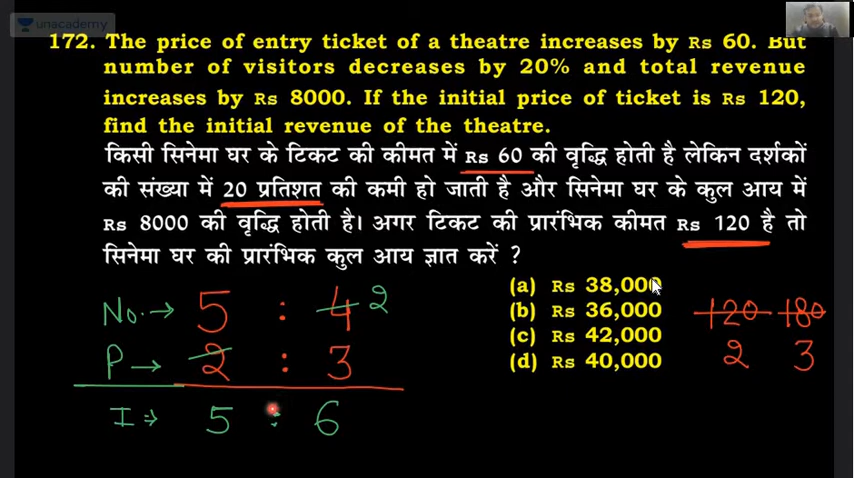 unacademy
172. The price of entry ticket of a theatre increases by Rs 60. But
number of visitors decreases by 20% and total revenue
increases by Rs 8000. If the initial price of ticket is Rs 120,
find the initial revenue of the theatre.
किसी सिनेमा घर के टिकट की कीमत में Rs 60 की वृद्धि होती है लेकिन दर्शकों
की संख्या में 20 प्रतिशत की कमी हो जाती है और सिनेमा घर के कुल आय में
Rs 8000 की वृद्धि होती है। अगर टिकट की प्रारंभिक कीमत Rs 120 है तो
सिनेमा घर की प्रारंभिक कुल आय ज्ञात करें ?
(a) Rs 38,000
(b) Rs 36,000
(c) Rs 42,000
(d) Rs 40,000
No. → 5 : 4 2
P → 2 : 3
I ⇒ 5 : 6
120 180
2 3